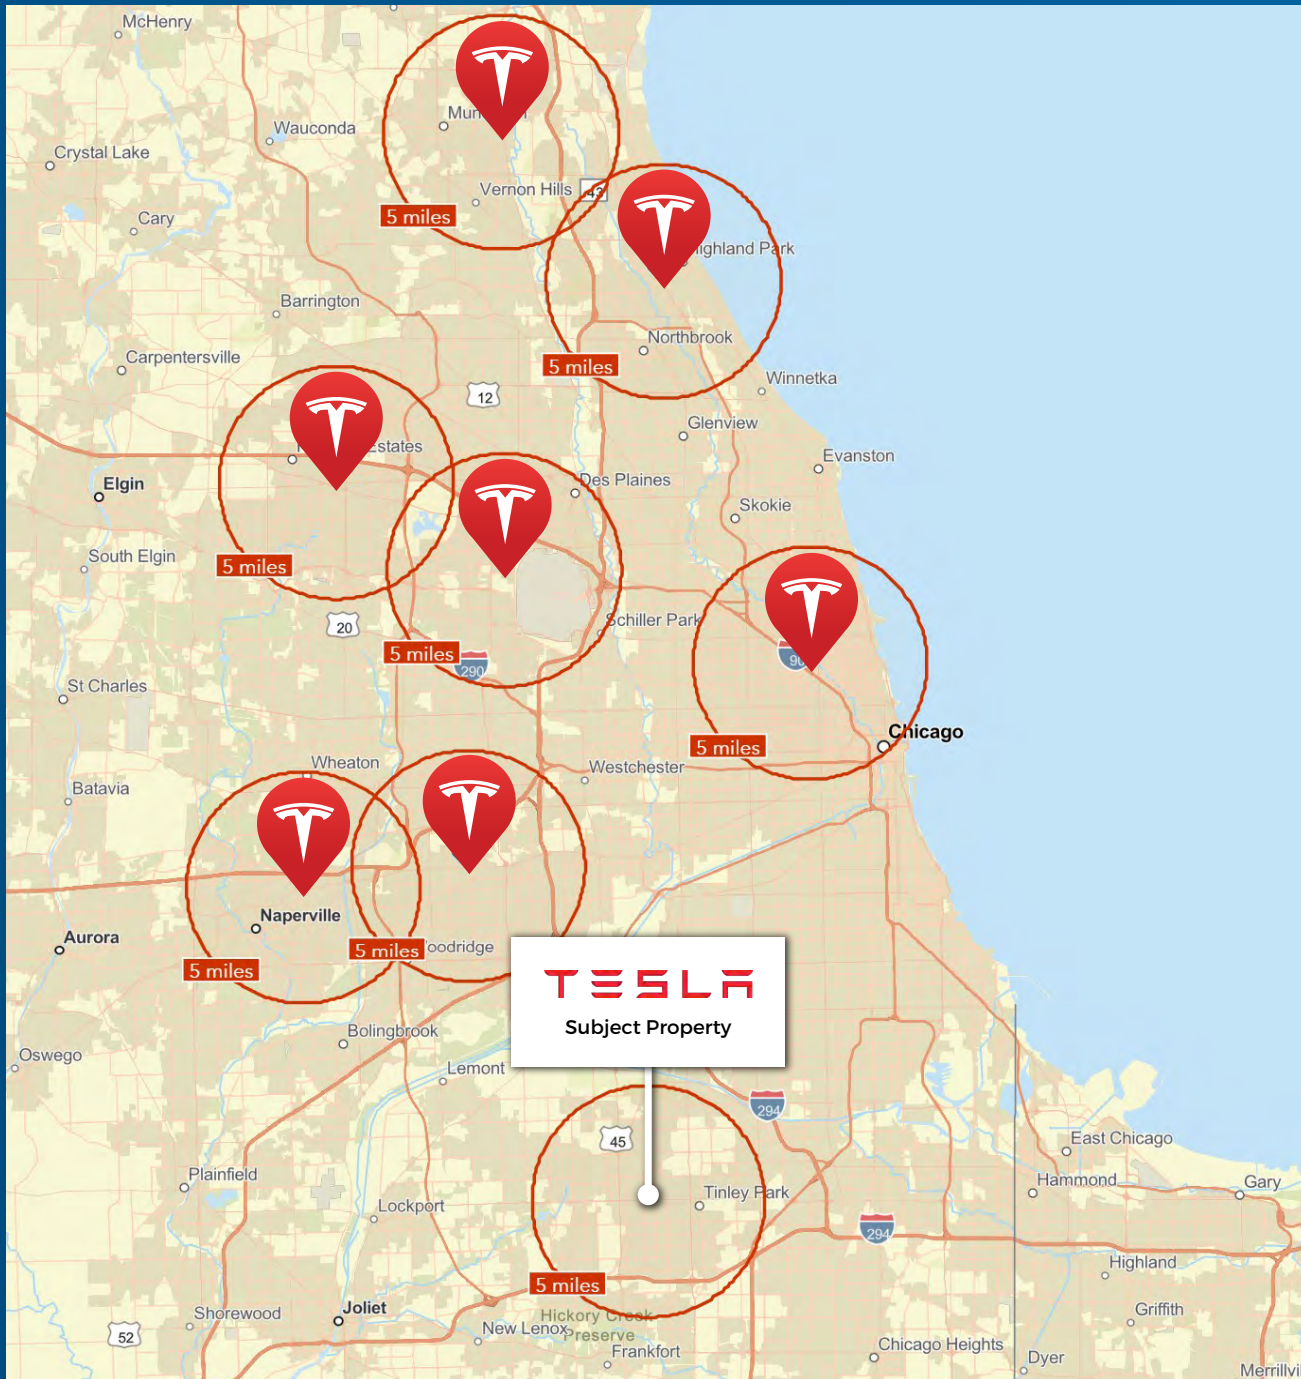 McHenry
Wauconda
Crystal Lake
Vernon Hills
43
5 miles
Cary
Highland Park
Barrington
Northbrook
Carpentersville
5 miles
Winnetka
12
Glenview
Estates
Evanston
Elgin
Des Plaines
Skokie
South Elgin
5 miles
20
Schiller Park
5 miles
290
90
St Charles
Chicago
5 miles
Wheaton
Westchester
Batavia
Naperville
Aurora
5 miles
Woodridge
5 miles
TESLA
Subject Property
Bolingbrook
Oswego
Lemont
294
45
East Chicago
Plainfield
Tinley Park
Hammond
Gary
Lockport
294
Highland
5 miles
Joliet
Shorewood
Hickory Creek
Preserve
Griffith
52
New Lenox
Frankfort
Chicago Heights
Dyer